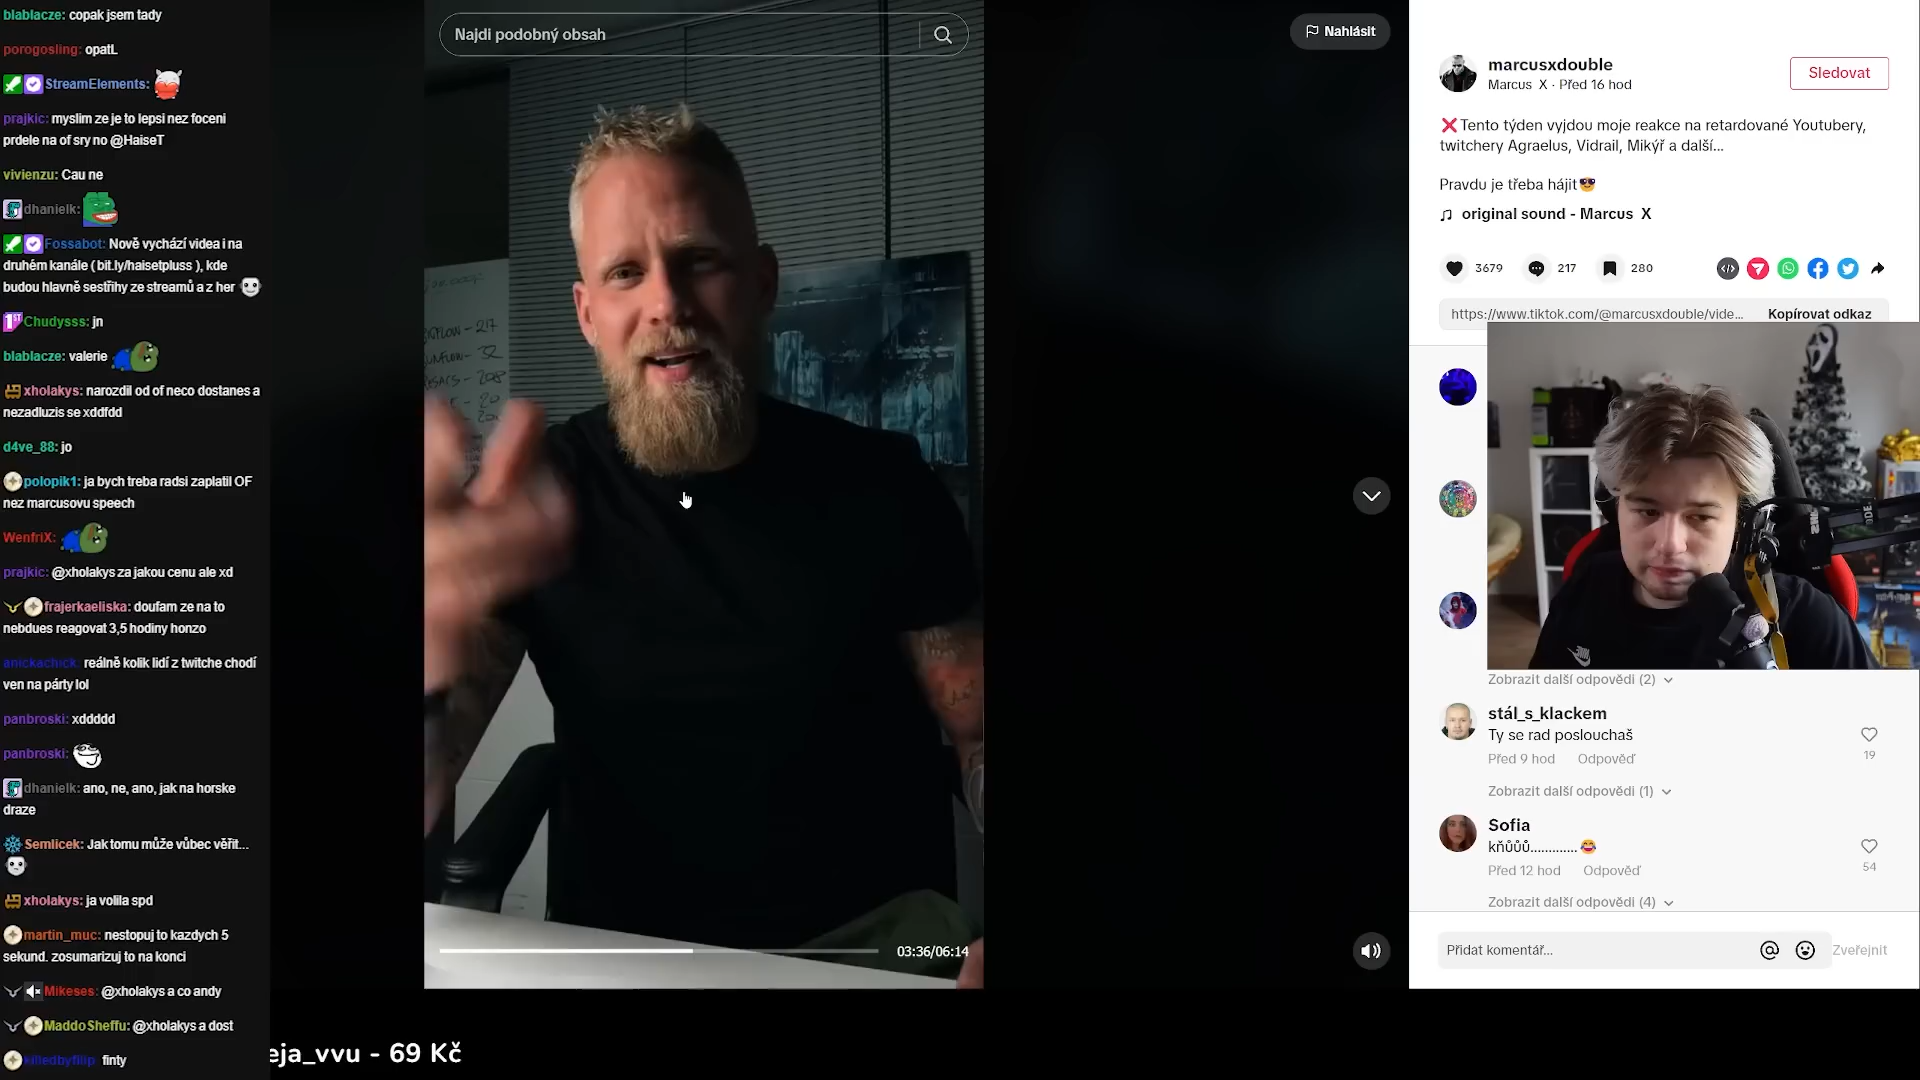 blablacze: copak jsem tady
porogosling: opatL
StreamElements:
prajkic: myslim ze je to lepsi nez foceni
prdele na of sry no @HaiseT
vivienzu: Cau ne
dhanielk:
Fossabot: Nově vychází videa i na
druhém kanále ( bit.ly/haisetpluss ), kde
budou hlavně sestřihy ze streamů a z her
Chudysss: jn
blablacze: valerie
xholakys: narozdil od of neco dostanes a
nezadluzis se xddfdd
d4ve_88: jo
polopik1: ja bych treba radsi zaplatil OF
nez marcusovu speech
WenfriX:
prajkic: @xholakys za jakou cenu ale xd
frajerkaeliska: doufam ze na to
nebdues reagovat 3,5 hodiny honzo
anickachick: reálně kolik lidí z twitche chodí
ven na párty lol
panbroski: xddddd
panbroski:
dhanielk: ano, ne, ano, jak na horske
draze
Semlicek: Jak tomu může vůbec věřit...
xholakys: ja volila spd
martin_muc: nestopuj to kazdych 5
sekund. zosumarizuj to na konci
Mikeses: @xholakys a co andy
MaddoSheffu: @xholakys a dost
killedbyfilip finty
Najdi podobný obsah
Nahlásit
03:36/06:14
eja_vvu - 69 Kč
marcusxdouble
Marcus X · Před 16 hod
Sledovat
❌Tento týden vyjdou moje reakce na retardované Youtubery,
twitchery Agraelus, Vidrail, Mikýř a další...
Pravdu je třeba hájit😎
♫ original sound - Marcus X
3679
217
280
https://www.tiktok.com/@marcusxdouble/vide...
Kopírovat odkaz
Zobrazit další odpovědi (2)
stál_s_klackem
Ty se rad posloucháš
Před 9 hod Odpověď
19
Zobrazit další odpovědi (1)
Sofia
kňůůů.............😂
Před 12 hod Odpověď
54
Zobrazit další odpovědi (4)
Přidat komentář...
Zveřejnit